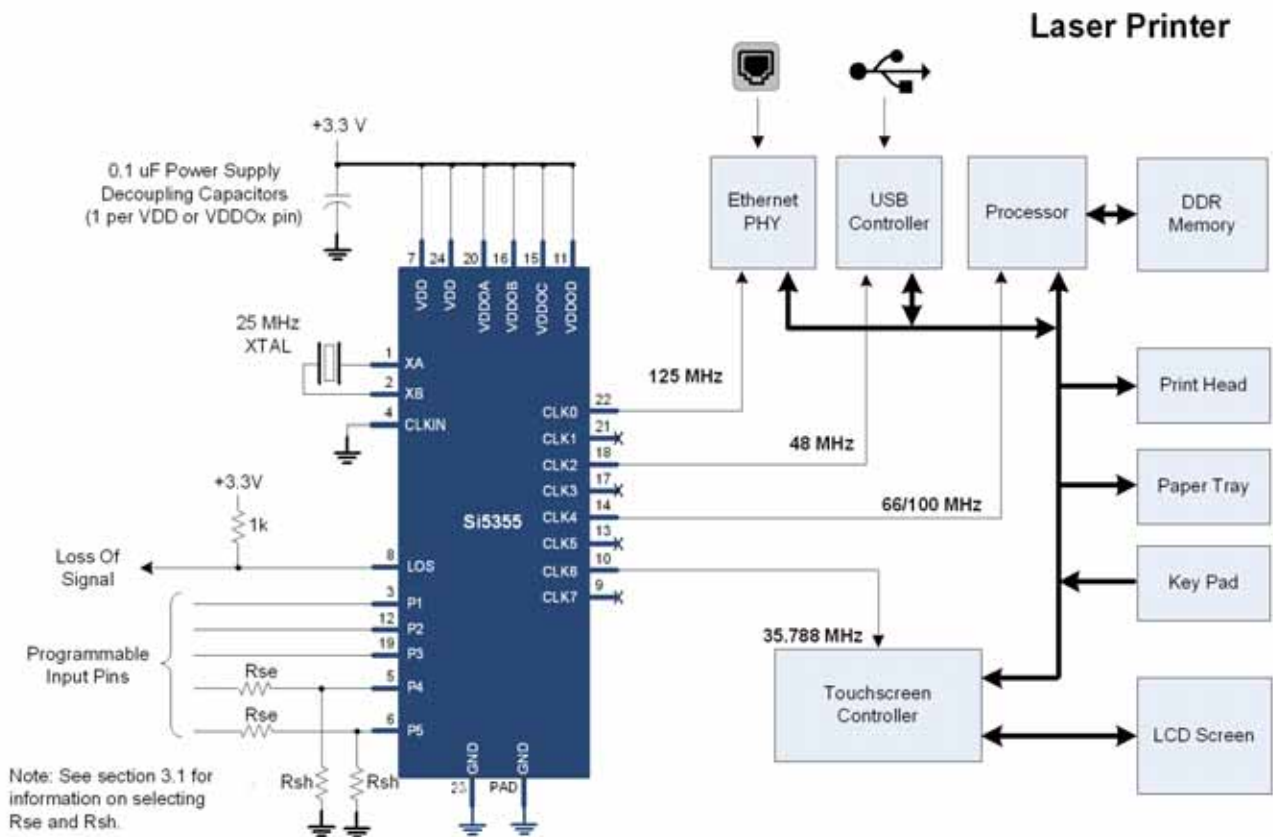 Laser Printer
+3.3 V
0.1 uF Power Supply
Decoupling Capacitors
(1 per VDD or VDDOx pin)
7
24
20
16
15
11
VDD
VDD
VDDOA
VDDOB
VDDOC
VDDOD
25 MHz
XTAL
1
XA
2
XB
4
CLKIN
+3.3V
1k
Loss Of
Signal
8
LOS
Programmable
Input Pins
3
P1
12
P2
19
P3
Rse
5
P4
Rse
6
P5
Rsh
Rsh
Note: See section 3.1 for
information on selecting
Rse and Rsh.
Si5355
23
GND
PAD
GND
CLK0
22
CLK1
21
CLK2
18
CLK3
17
CLK4
14
CLK5
13
CLK6
10
CLK7
9
125 MHz
48 MHz
66/100 MHz
35.788 MHz
Ethernet
PHY
USB
Controller
Processor
DDR
Memory
Print Head
Paper Tray
Key Pad
Touchscreen
Controller
LCD Screen